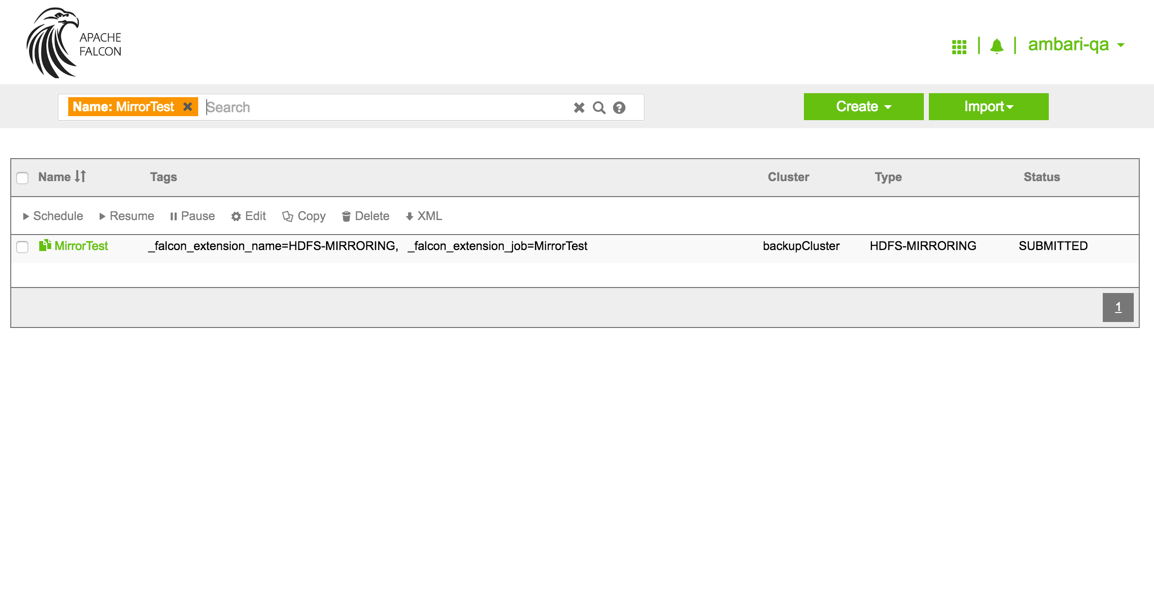 APACHE
FALCON
ambari-qa
Name: MirrorTest Search
Create Import
Name Tags Cluster Type Status
Schedule Resume Pause Edit Copy Delete XML
MirrorTest _falcon_extension_name=HDFS-MIRRORING, _falcon_extension_job=MirrorTest backupCluster HDFS-MIRRORING SUBMITTED
1